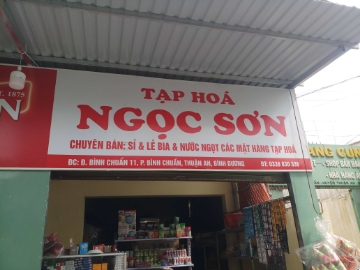 T. 1875
TẠP HOÁ
NGỌC SƠN
CHUYÊN BÁN: SỈ & LẺ BIA & NƯỚC NGỌT CÁC MẶT HÀNG TẠP HOÁ
ĐC: Đ. BÌNH CHUẨN 11, P. BÌNH CHUẨN, THUẬN AN, BÌNH DƯƠNG